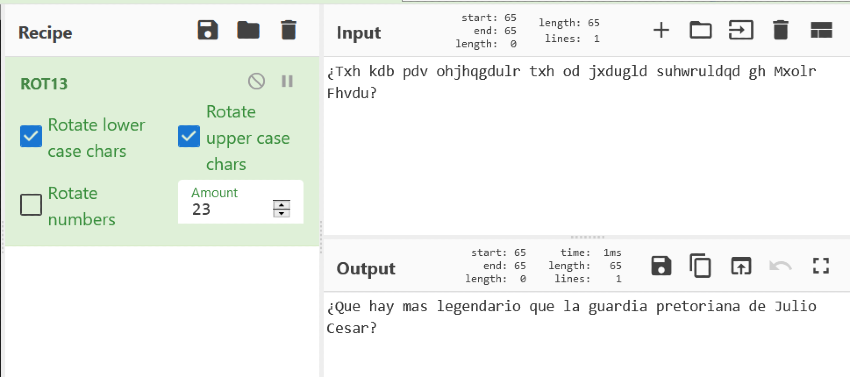 Recipe
ROT13
Rotate lower case chars
Rotate upper case chars
Rotate numbers
Amount
23
Input
start: 65
end: 65
length: 0
length: 65
lines: 1
¿Txh kdb pdv ohjhqgdulr txh od jxdugld suhwruldqd gh Mxolr
Fhvdu?
Output
start: 65
end: 65
length: 0
time: 1ms
length: 65
lines: 1
¿Que hay mas legendario que la guardia pretoriana de Julio
Cesar?